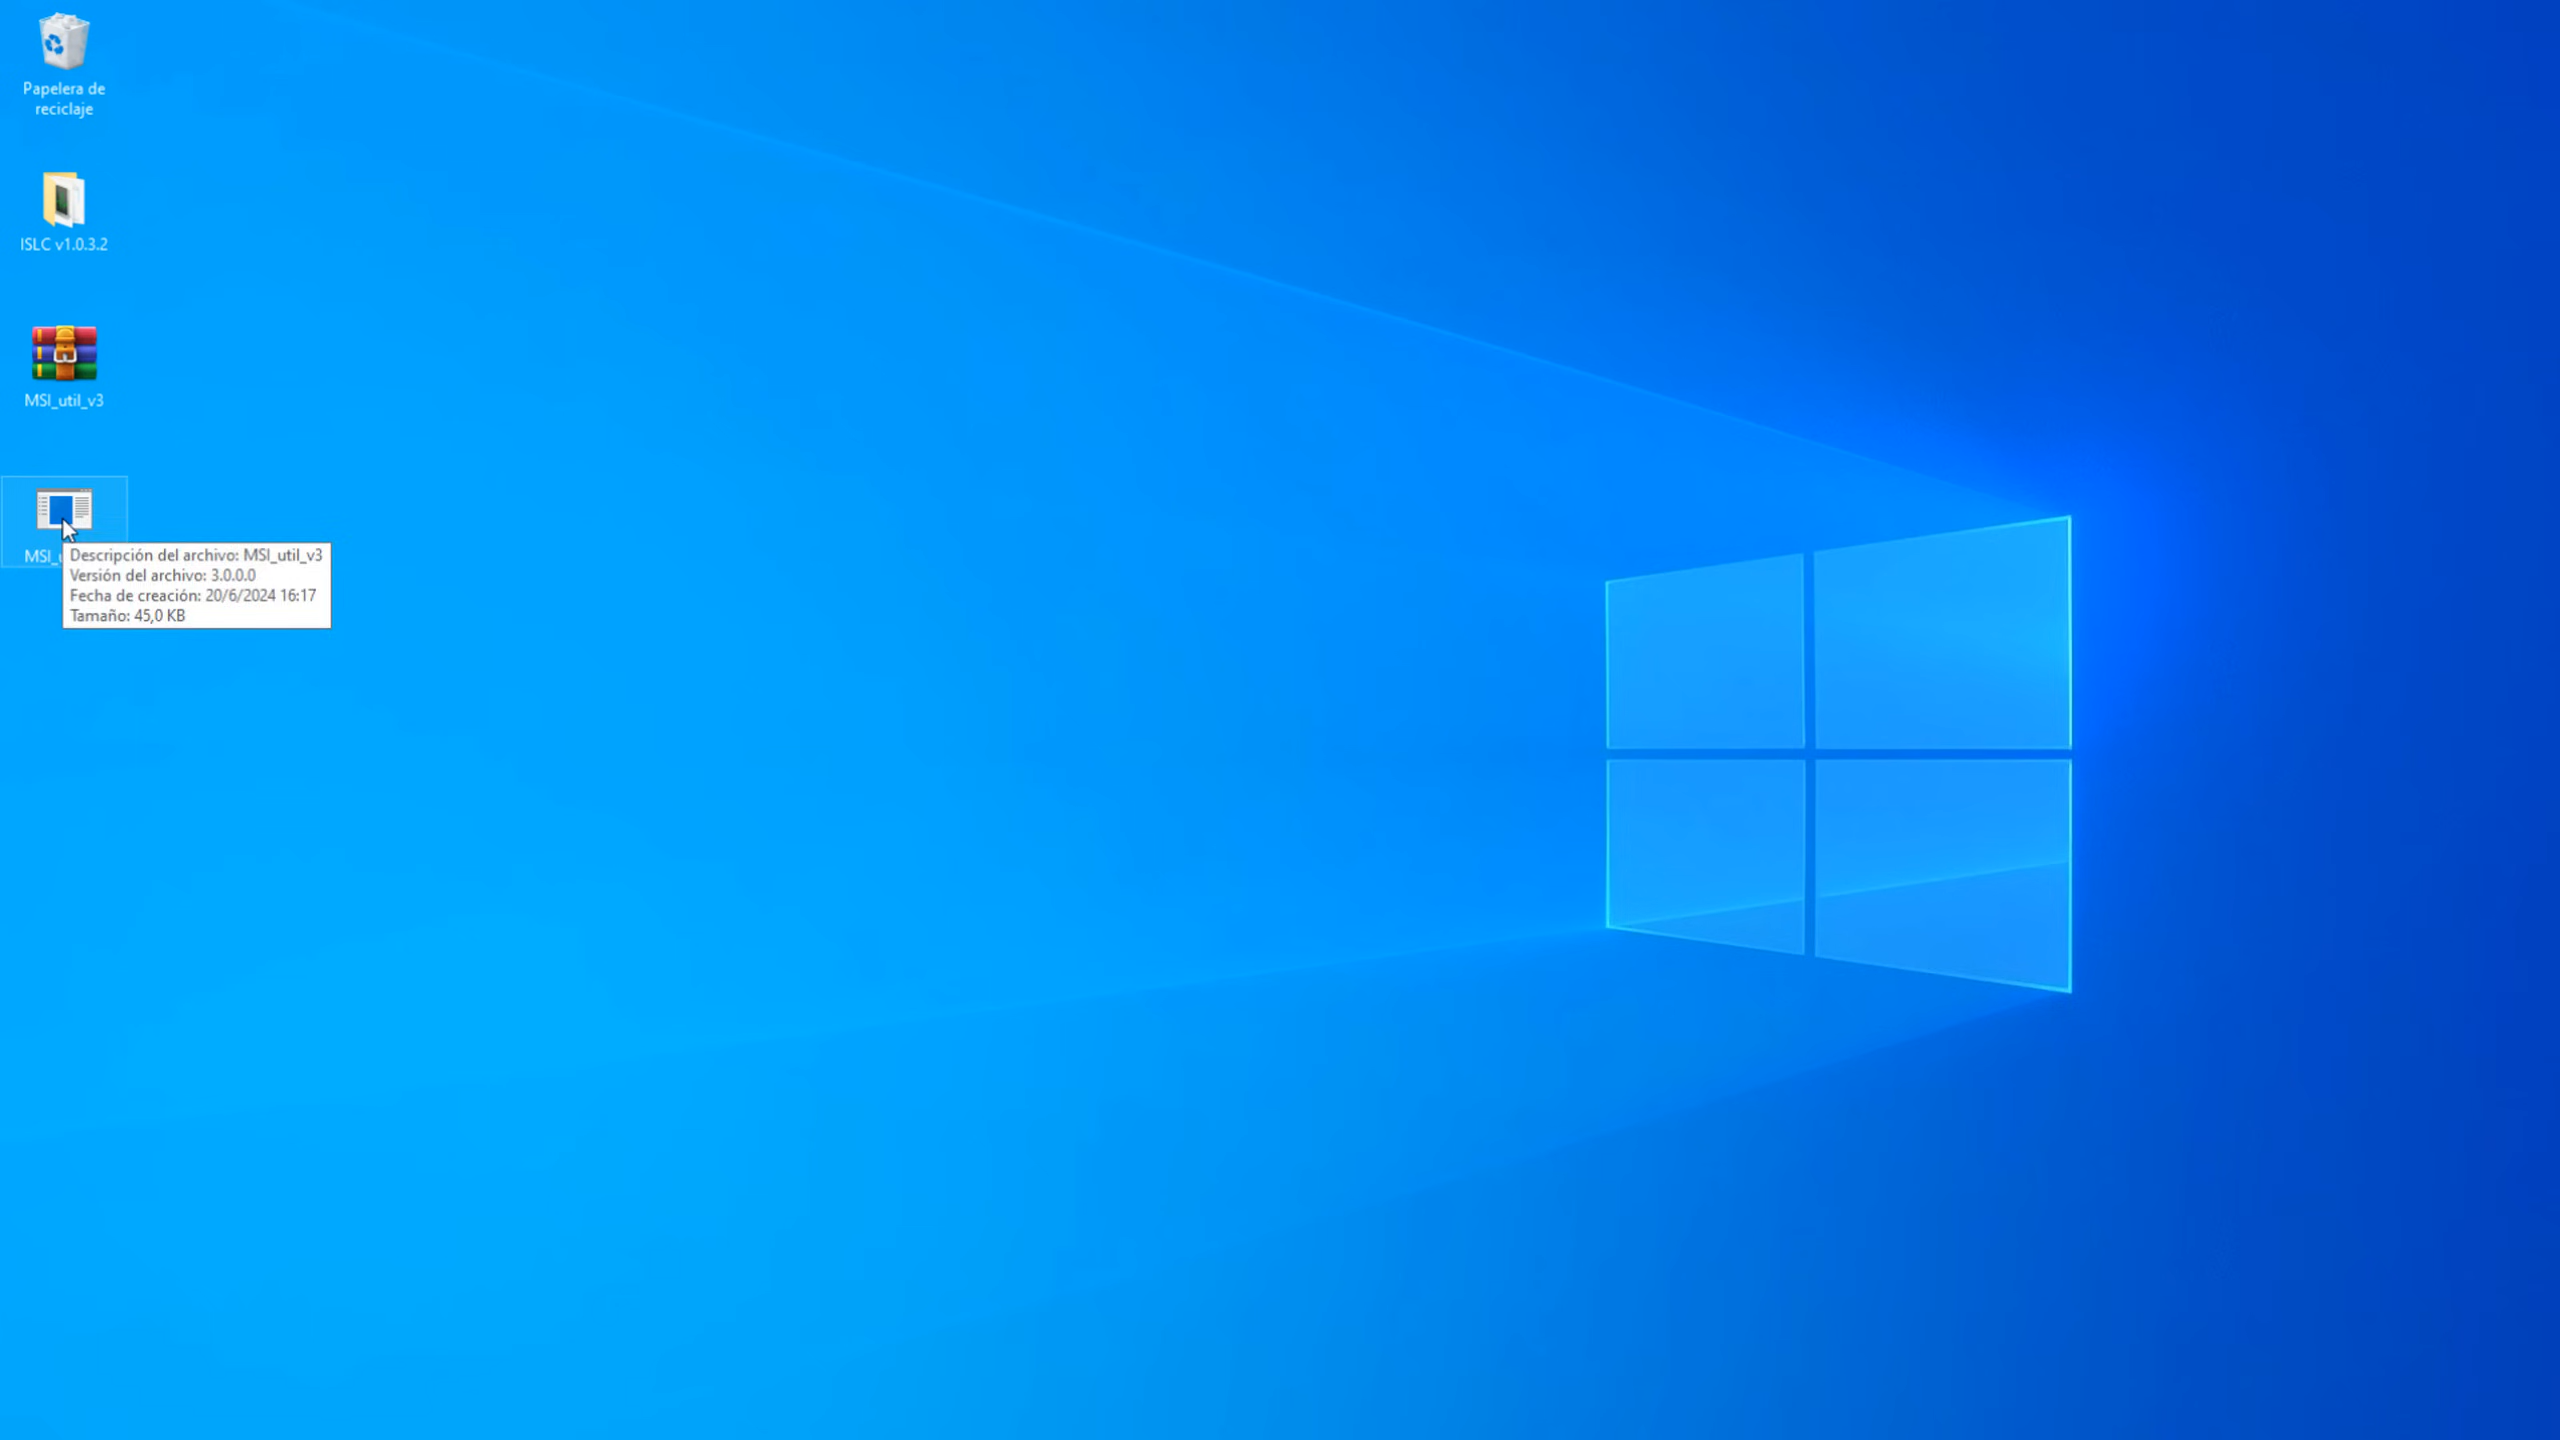 Papelera de
reciclaje
ISLC v1.0.3.2
MSI_util_v3
MSI_
Descripción del archivo: MSI_util_v3
Versión del archivo: 3.0.0.0
Fecha de creación: 20/6/2024 16:17
Tamaño: 45,0 KB